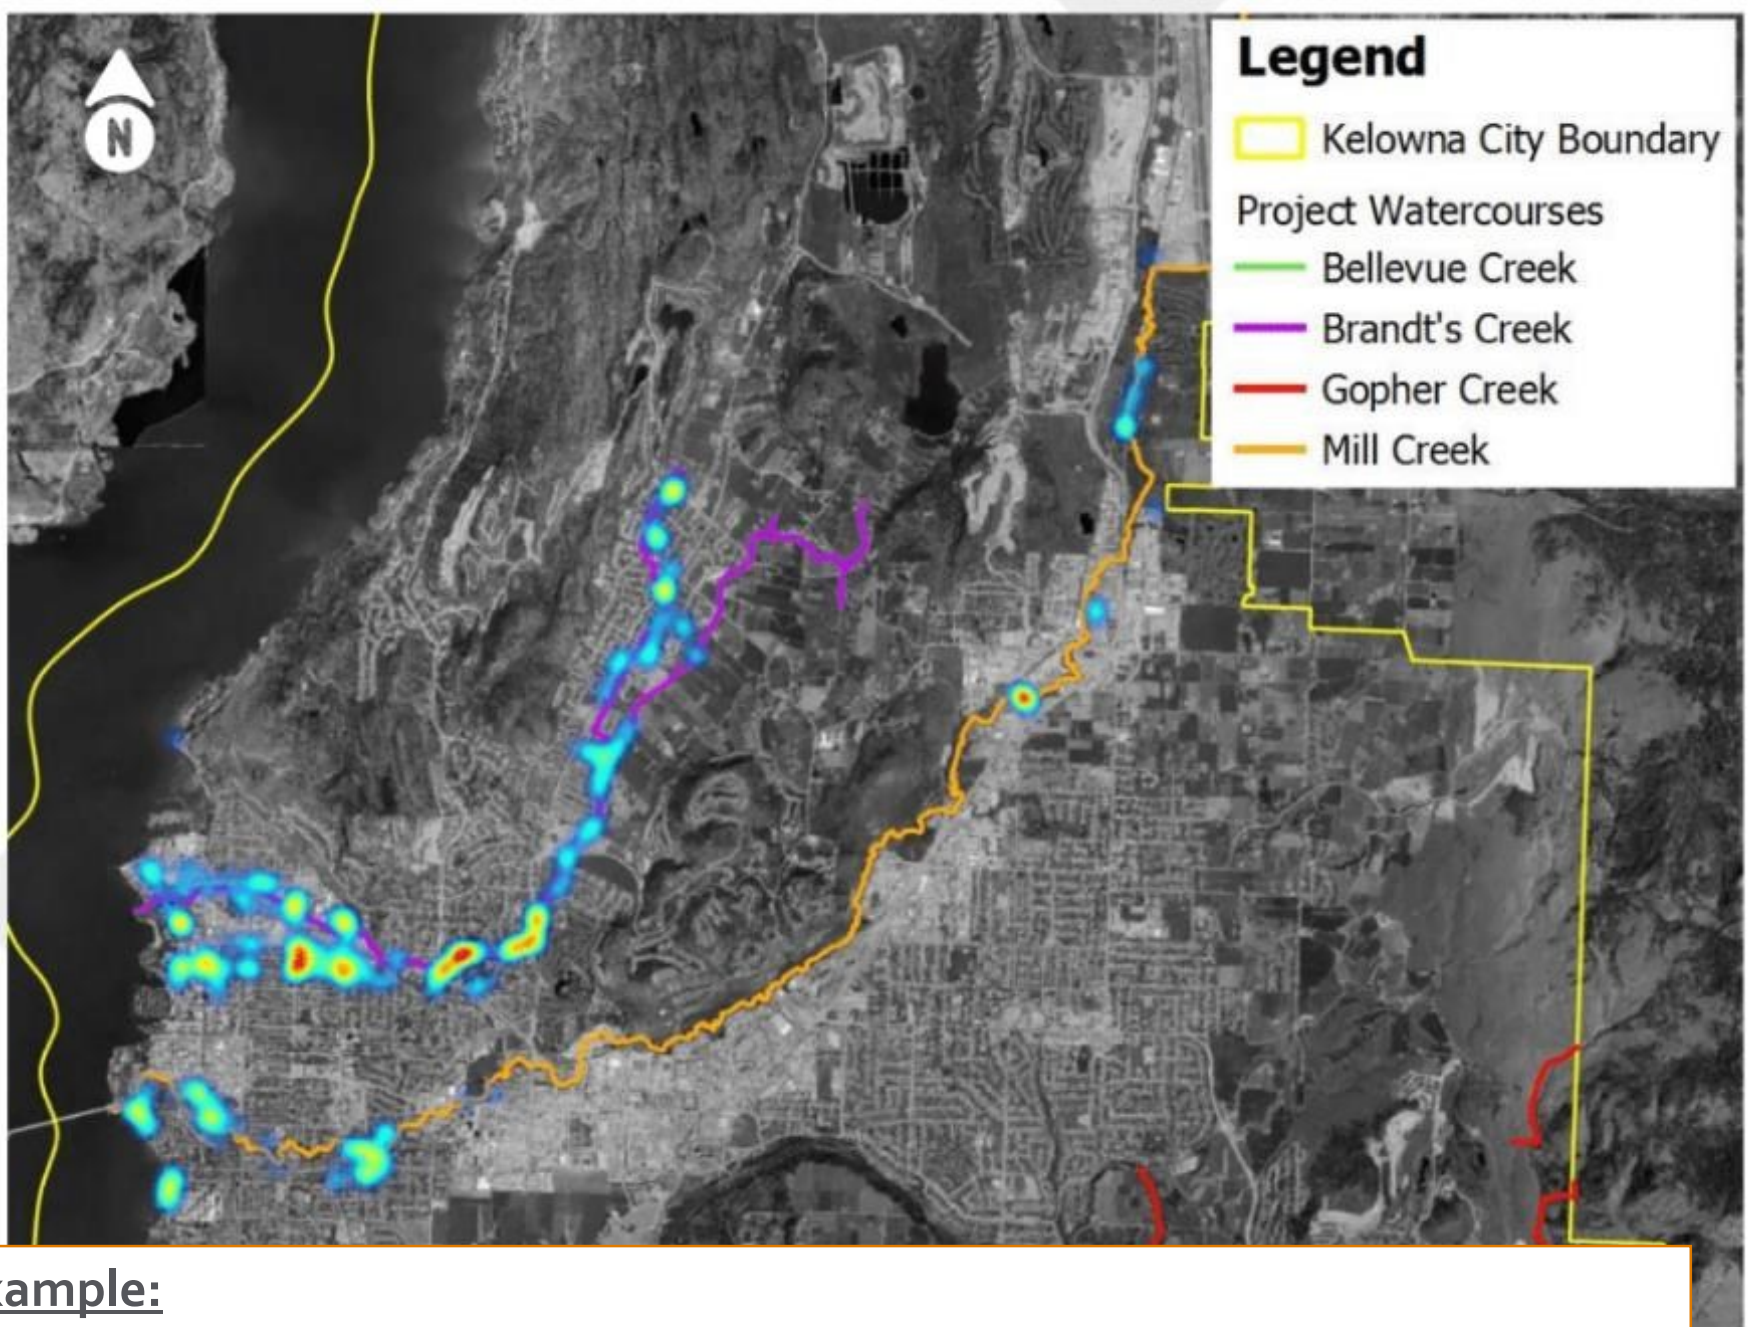 N
Legend
Kelowna City Boundary
Project Watercourses
Bellevue Creek
Brandt's Creek
Gopher Creek
Mill Creek
xample: